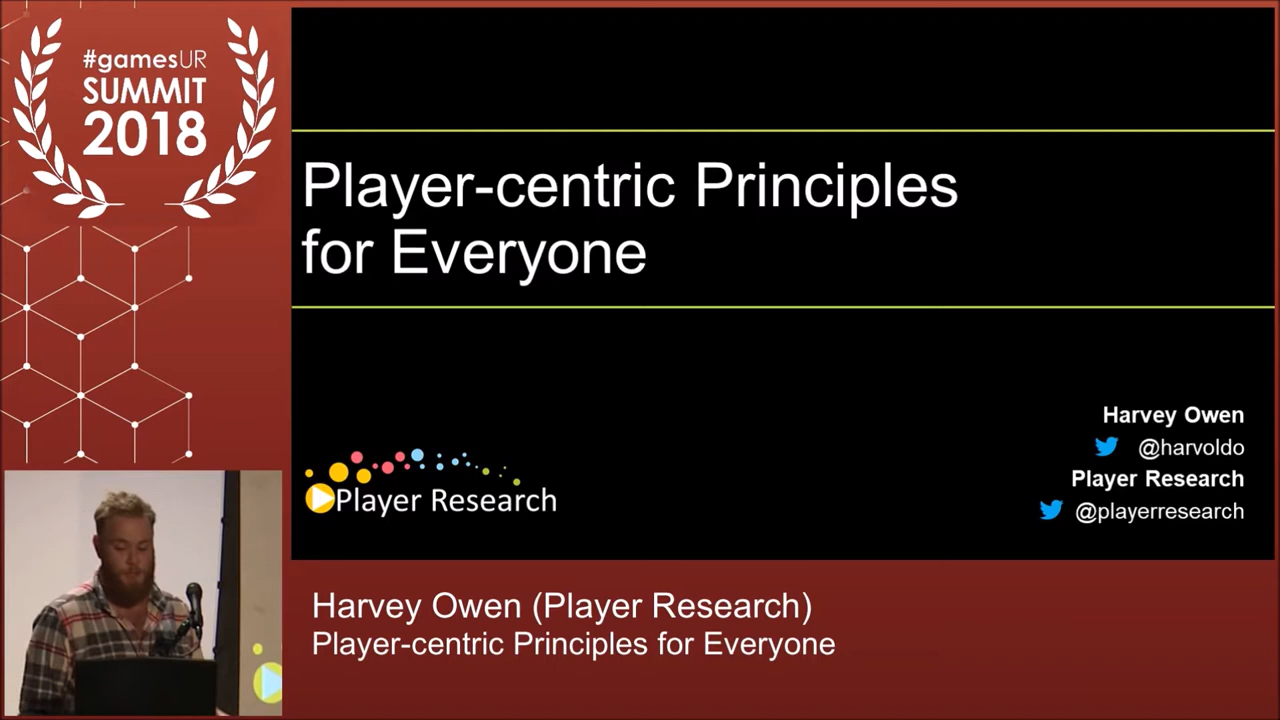 #gamesUR
SUMMIT
2018
Player-centric Principles
for Everyone
Harvey Owen
@harvoldo
Player Research
@playerresearch
Player Research
Harvey Owen (Player Research)
Player-centric Principles for Everyone